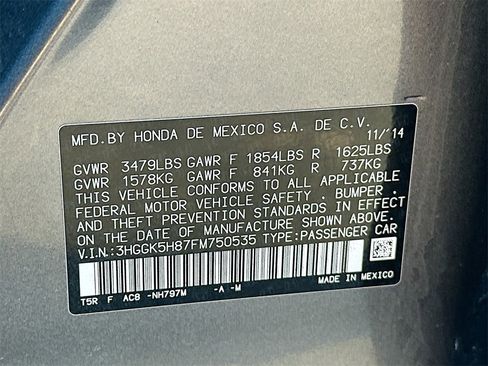 MFD.BY HONDA DE MEXICO S.A. DE C.V.
11/'14
GVWR 3479LBS GAWR F 1854LBS R 1625LBS
GVWR 1578KG GAWR F 841KG R 737KG
THIS VEHICLE CONFORMS TO ALL APPLICABLE
FEDERAL MOTOR VEHICLE SAFETY . BUMPER .
AND THEFT PREVENTION STANDARDS IN EFFECT
ON THE DATE OF MANUFACTURE SHOWN ABOVE.
V.I.N.:3HGGK5H87FM750535 TYPE:PASSENGER CAR
T5R F AC8 -NH797M -A -M MADE IN MEXICO